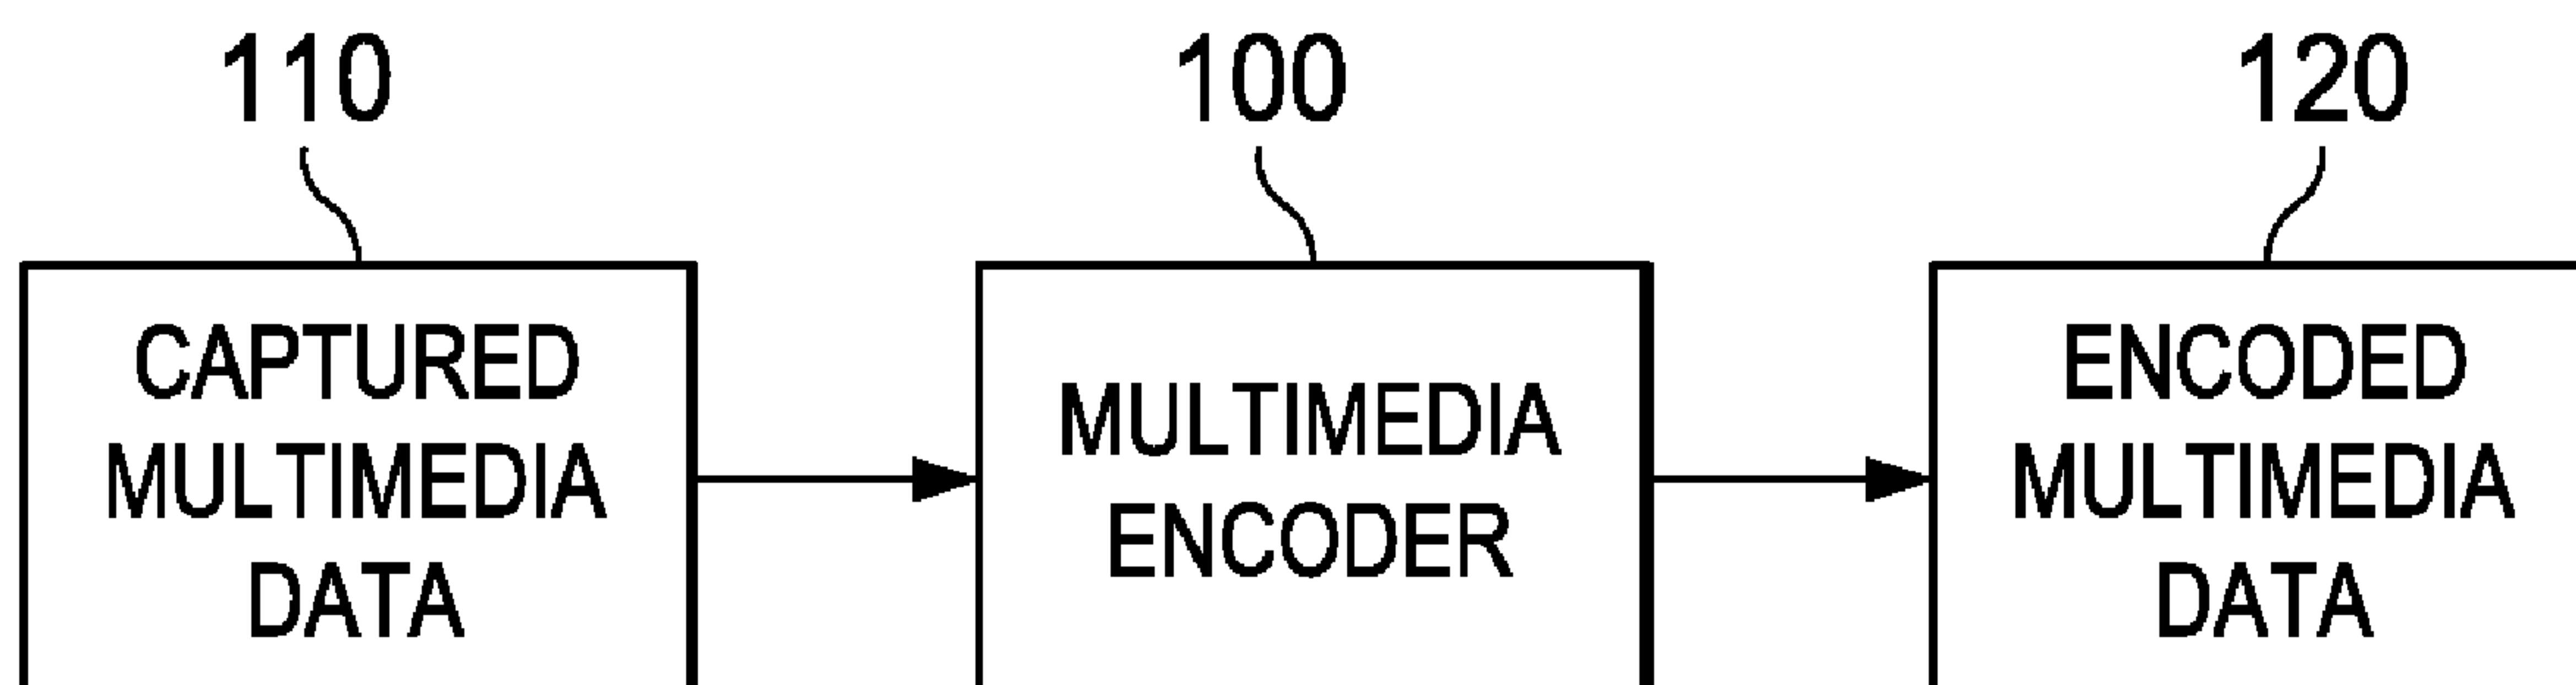 110
100
120
CAPTURED
MULTIMEDIA
DATA
MULTIMEDIA
ENCODER
ENCODED
MULTIMEDIA
DATA